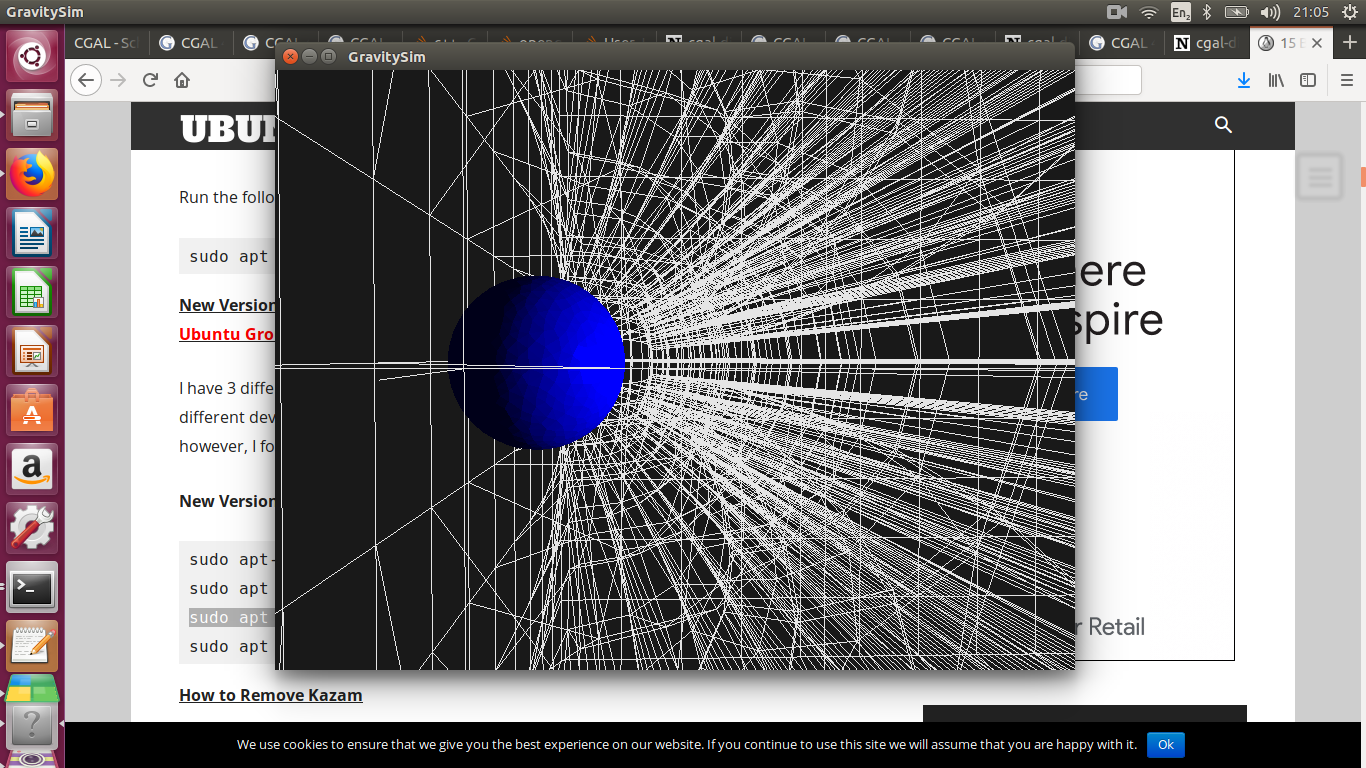 GravitySim
En2
21:05
CGAL - Sci
CGAL
CGAL
CGAL
cgal-d
15 B
GravitySim
UBUN
Run the follo
sudo apt
New Version
Ubuntu Gro
I have 3 diffe
different dev
however, I fo
New Version
sudo apt-
sudo apt
sudo apt
sudo apt
How to Remove Kazam
ere
spire
re
r Retail
We use cookies to ensure that we give you the best experience on our website. If you continue to use this site we will assume that you are happy with it.
Ok